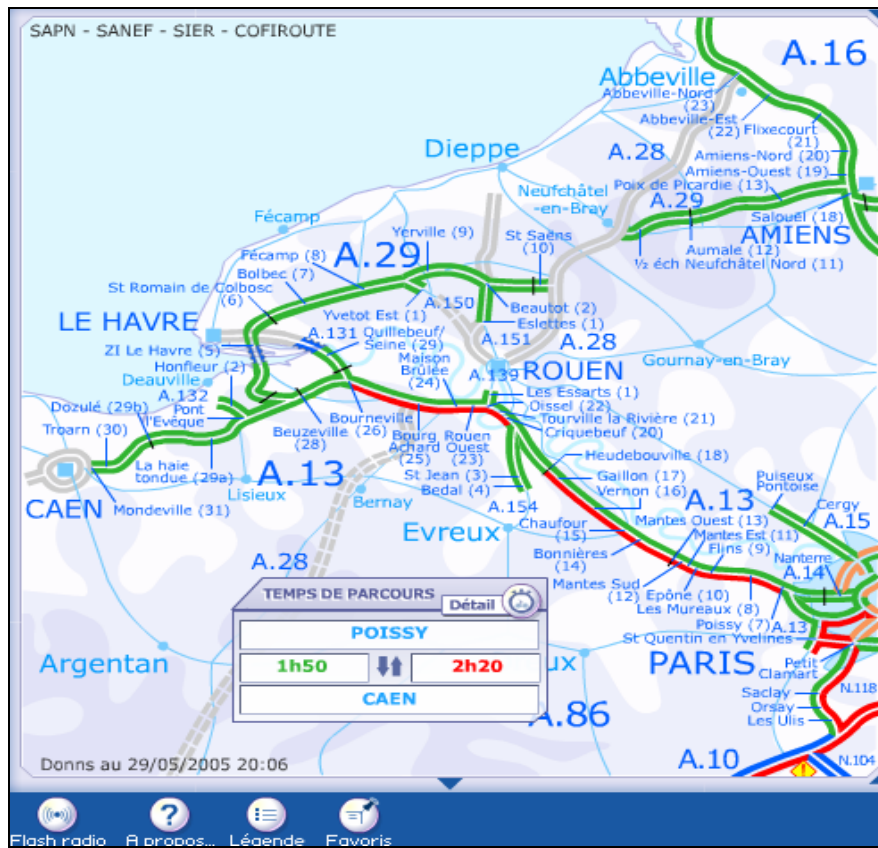 SAPN - SANEF - SIER - COFIROUTE
A.16
Abbeville
Abbeville-Nord
(23)
Abbeville-Est
(22)
Flixecourt
(21)
Dieppe
A.28
Amiens-Nord (20)
Amiens-Ouest (19)
Poix de Picardie (13)
Neufchâtel
-en-Bray
A.29
Salouël (18)
AMIENS
Aumale (12)
½ éch Neufchâtel Nord (11)
Fécamp
Yerville (9)
St Saëns
(10)
Fécamp (8)
A.29
Bolbec (7)
St Romain de Colbosc
(6)
Yvetot Est (1)
A.150
Beautot (2)
Eslettes (1)
LE HAVRE
A.131
Quillebeuf/
Seine (29)
A.151
A.28
ZI Le Havre (5)
Maison
Brûlée
(24)
A.139
ROUEN
Gournay-en-Bray
Honfleur (2)
Deauville
A.132
Les Essarts (1)
Oissel (22)
Tourville la Rivière (21)
Criquebeuf (20)
Dozulé (29b)
Pont
l'Evêque
Troarn (30)
Beuzeville
(28)
Bourneville
(26)
Bourg
Achard
(25)
Rouen
Ouest
(23)
Heudebouville (18)
La haie
tondue (29a)
A.13
St Jean (3)
Bedal (4)
Gaillon (17)
Vernon (16)
Puiseux
Pontoise
CAEN
Mondeville (31)
Lisieux
Bernay
A.154
A.13
Cergy
A.15
Evreux
Chaufour
(15)
Mantes Ouest (13)
Mantes Est (11)
Flins (9)
Bonnières
(14)
Nanterre
A.14
A.28
Mantes Sud
(12)
Epône (10)
Les Mureaux (8)
Poissy (7)
A.13
St Quentin en Yvelines
TEMPS DE PARCOURS
Détail
POISSY
1h50
2h20
CAEN
Argentan
ux
PARIS
Petit
Clamart
Saclay
N.118
Orsay
Les Ulis
A.86
A.10
N.104
Donns au 29/05/2005 20:06
Flash radio
A propos...
Légende
Favoris